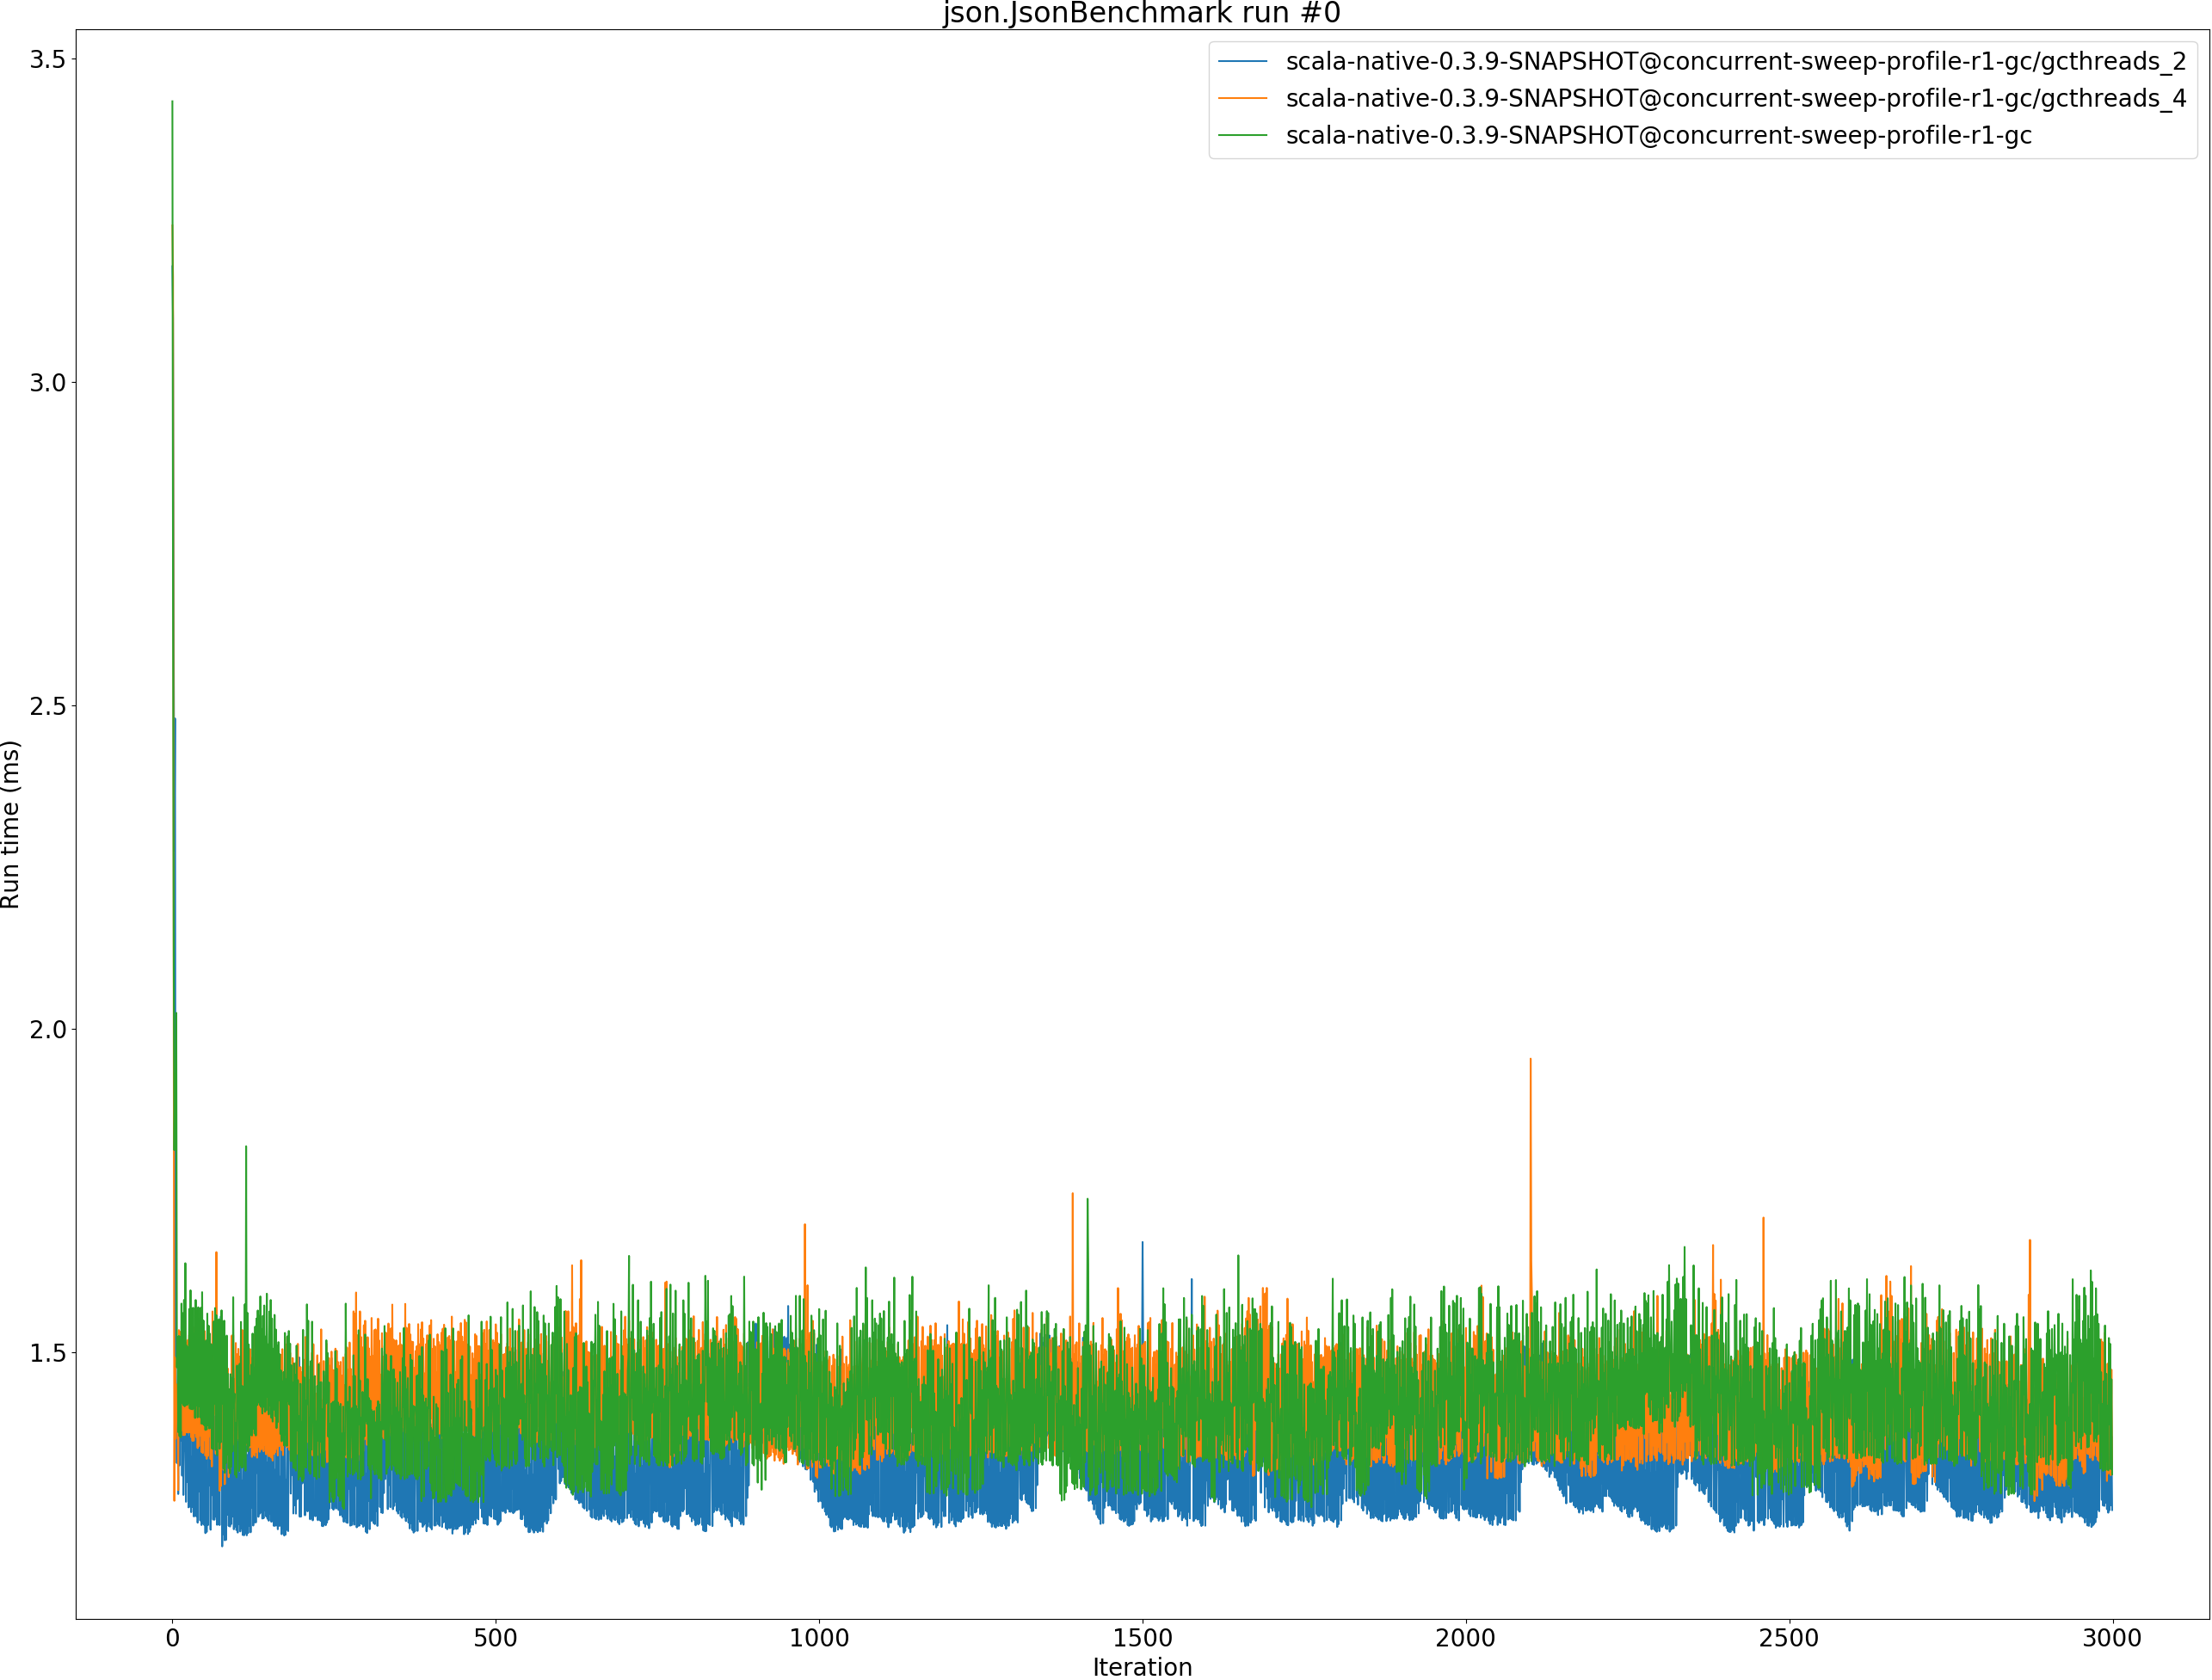 json.JsonBenchmark run #0
scala-native-0.3.9-SNAPSHOT@concurrent-sweep-profile-r1-gc/gcthreads_2
scala-native-0.3.9-SNAPSHOT@concurrent-sweep-profile-r1-gc/gcthreads_4
scala-native-0.3.9-SNAPSHOT@concurrent-sweep-profile-r1-gc
Run time (ms)
3.5
3.0
2.5
2.0
1.5
0 500 1000 1500 2000 2500 3000
Iteration